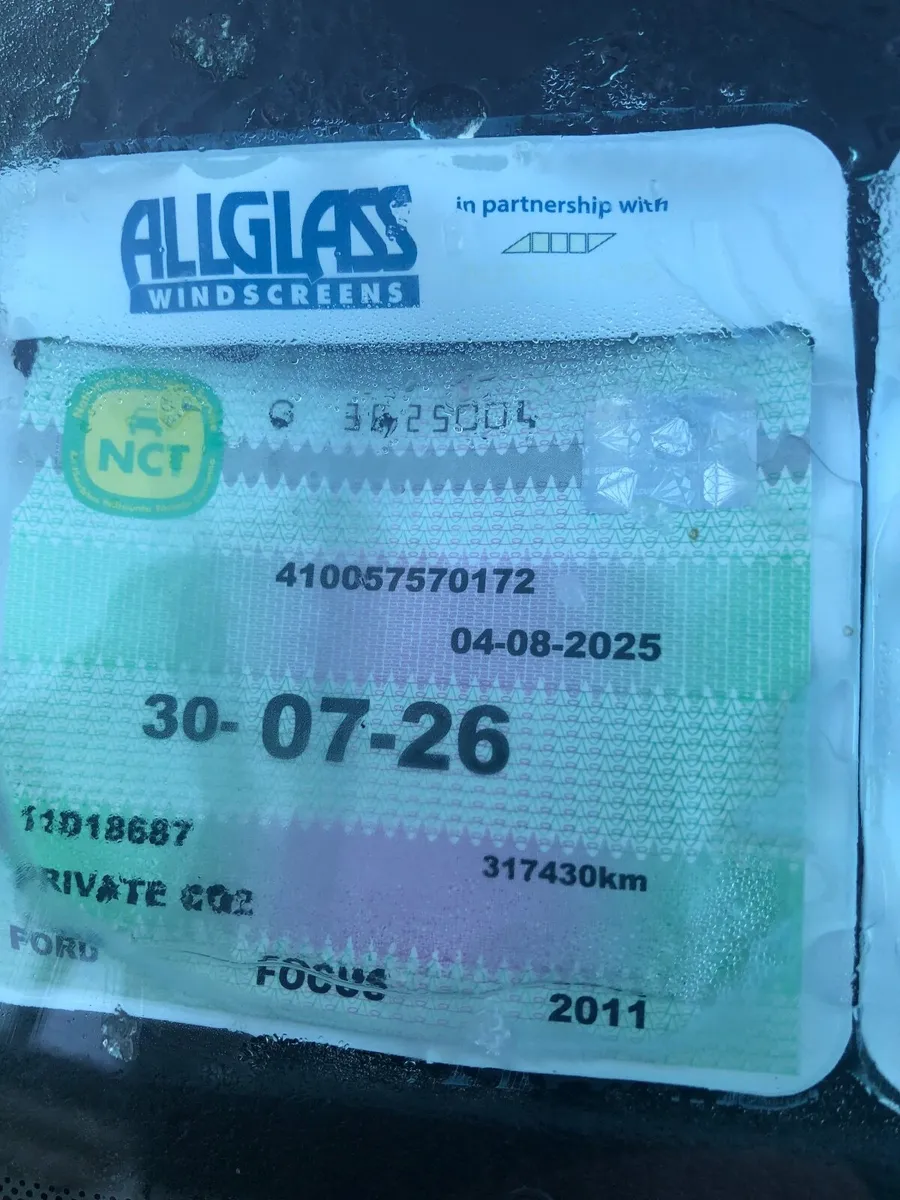 ALLGLASS
WINDSCREENS
in partnership with
NCT
410057570172
04-08-2025
30-07-26
11D18687
317430km
PRIVATE CO2
FORD
FOCUS
2011